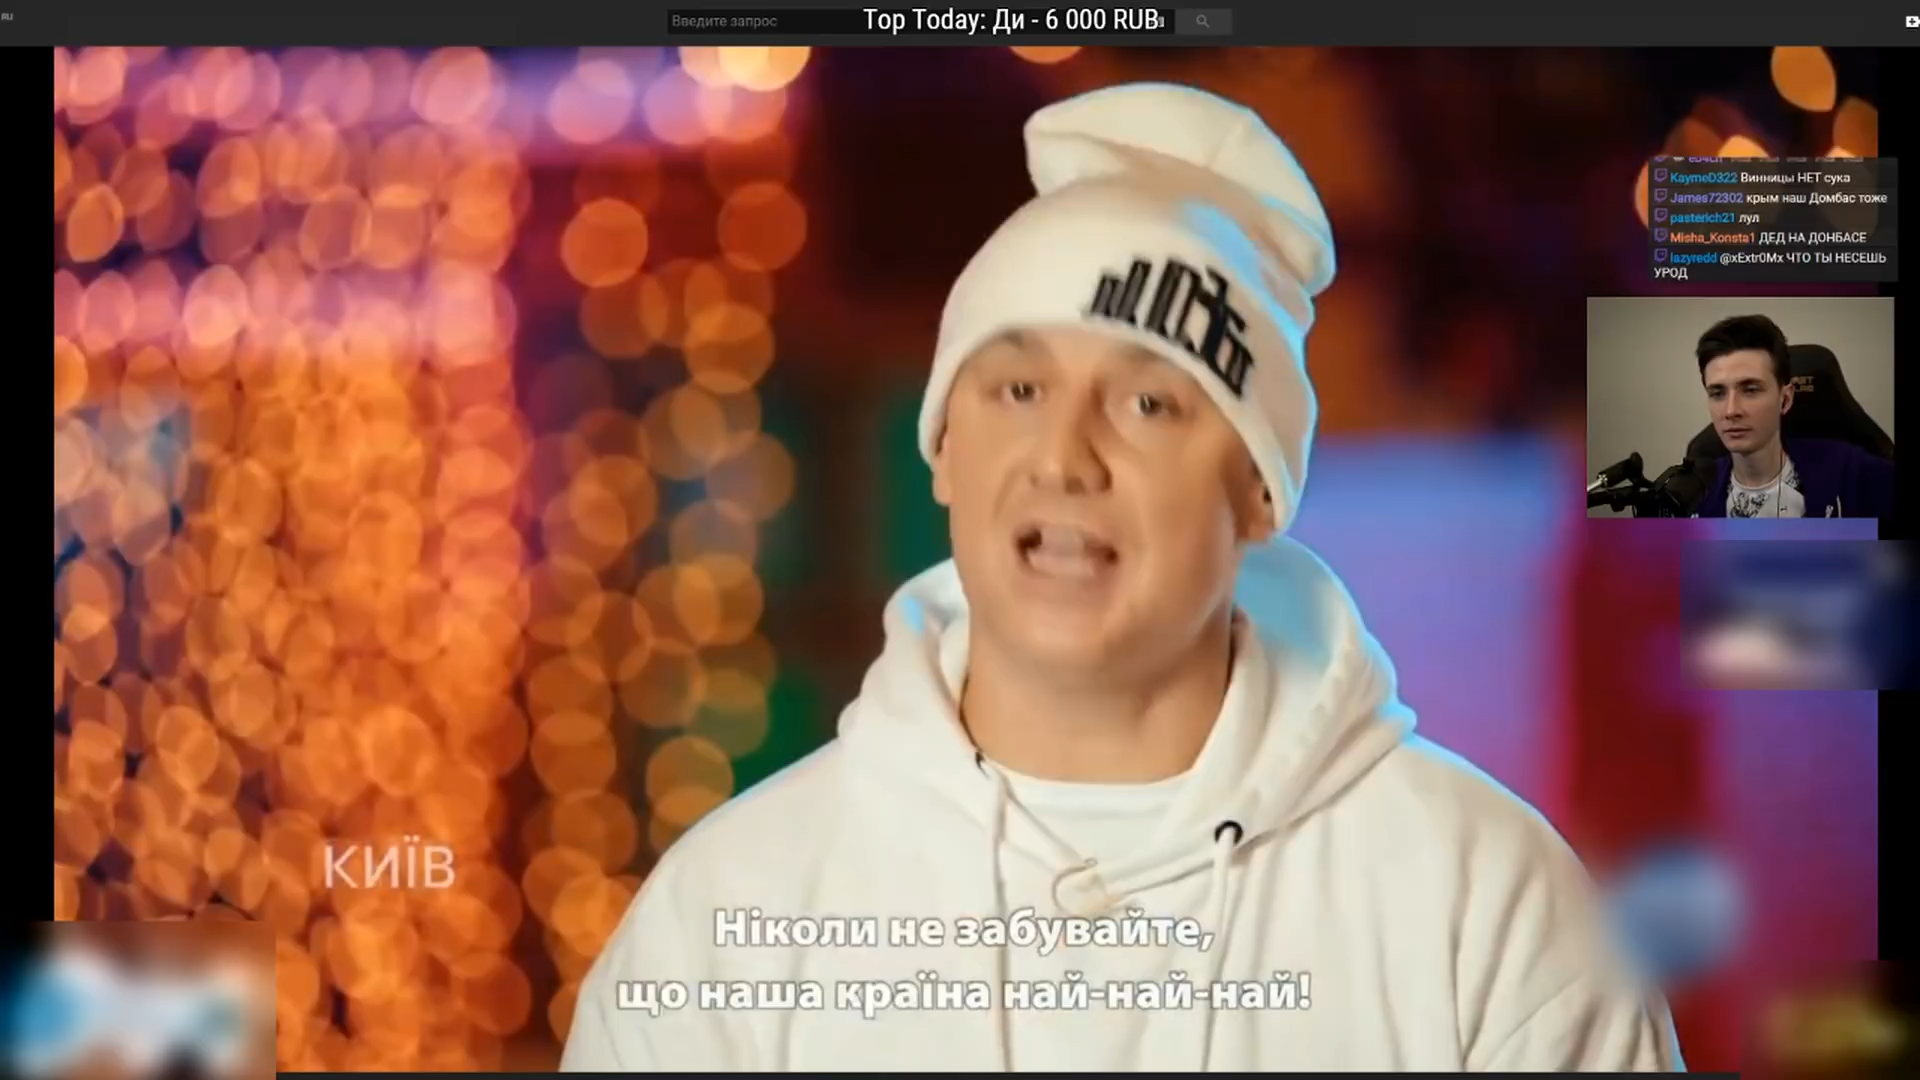 RU
Введите запрос
Top Today: Ди - 6 000 RUB
KaymeD322 Винницы НЕТ сука
James72302 крым наш Домбас тоже
pasterich21 лул
Misha_Konsta1 ДЕД НА ДОНБАСЕ
lazyredd @xExtr0Mx ЧТО ТЫ НЕСЕШЬ
УРОД
КИЇВ
Ніколи не забувайте,
що наша країна най-най-най!